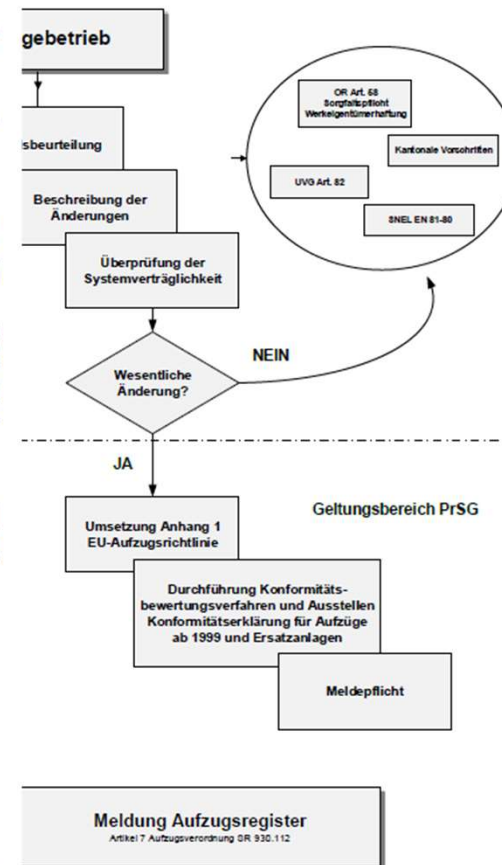 gebetrieb
OR Art. 58
Sorgfaltspflicht
Werkeigentümerhaftung
Kantonale Vorschriften
UVG Art. 82
SNEL EN 81-80
sbeurteilung
Beschreibung der
Änderungen
Überprüfung der
Systemverträglichkeit
Wesentliche
Änderung?
NEIN
JA
Geltungsbereich PrSG
Umsetzung Anhang 1
EU-Aufzugsrichtlinie
Durchführung Konformitäts-
bewertungsverfahren und Ausstellen
Konformitätserklärung für Aufzüge
ab 1999 und Ersatzanlagen
Meldepflicht
Meldung Aufzugsregister
Artikel 7 Aufzugsverordnung SR 930.112